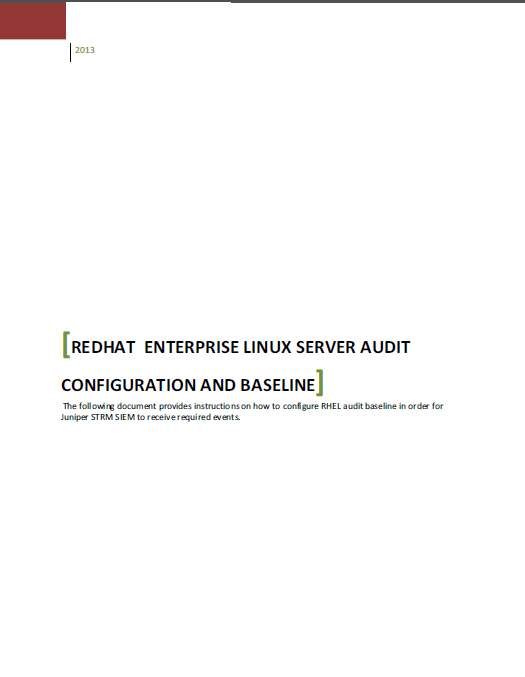 2013
[REDHAT ENTERPRISE LINUX SERVER AUDIT
CONFIGURATION AND BASELINE]
The following document provides instructions on how to configure RHEL audit baseline in order for
Juniper STRM SIEM to receive required events.